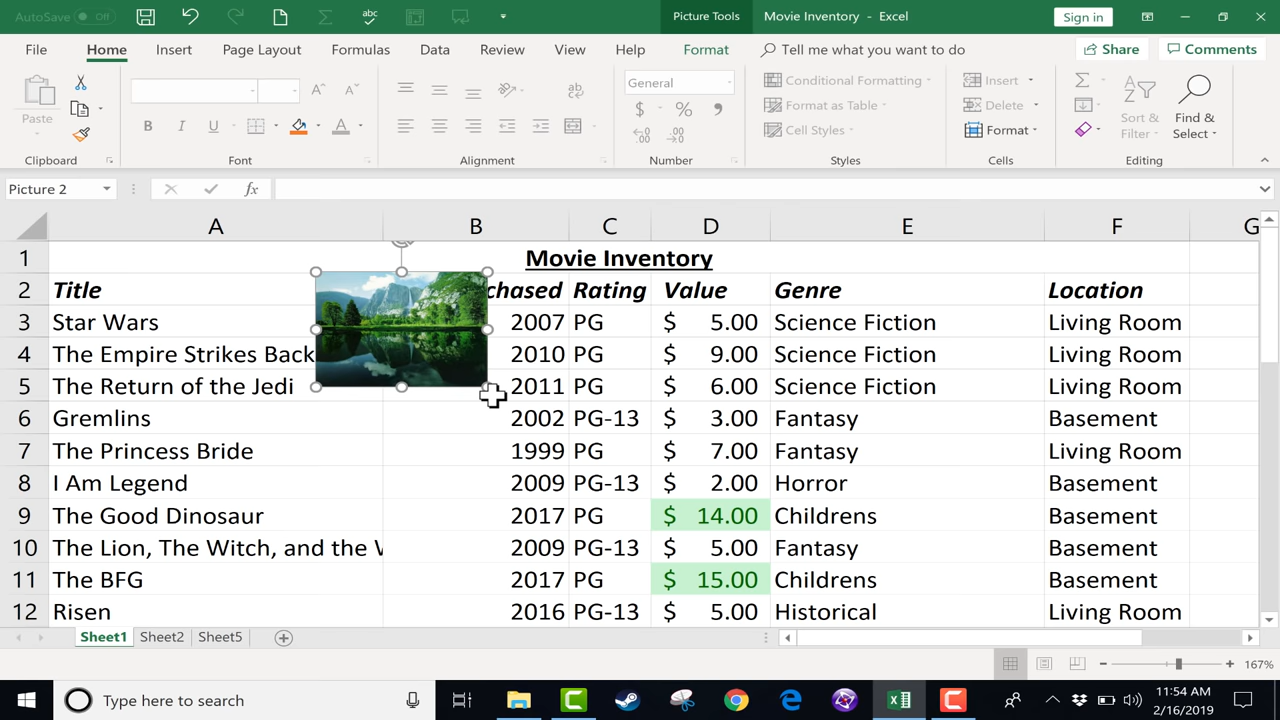 AutoSave Off Picture Tools Movie Inventory - Excel Sign in
File Home Insert Page Layout Formulas Data Review View Help Format Tell me what you want to do Share Comments
Paste General Conditional Formatting Format as Table Cell Styles Insert Delete Format Sort & Filter Find & Select
Clipboard Font Alignment Number Styles Cells Editing
Picture 2 fx
A B C D E F G
1 Movie Inventory
2 Title chased Rating Value Genre Location
3 Star Wars 2007 PG $ 5.00 Science Fiction Living Room
4 The Empire Strikes Back 2010 PG $ 9.00 Science Fiction Living Room
5 The Return of the Jedi 2011 PG $ 6.00 Science Fiction Living Room
6 Gremlins 2002 PG-13 $ 3.00 Fantasy Basement
7 The Princess Bride 1999 PG $ 7.00 Fantasy Living Room
8 I Am Legend 2009 PG-13 $ 2.00 Horror Basement
9 The Good Dinosaur 2017 PG $ 14.00 Childrens Basement
10 The Lion, The Witch, and the 2009 PG-13 $ 5.00 Fantasy Basement
11 The BFG 2017 PG $ 15.00 Childrens Basement
12 Risen 2016 PG-13 $ 5.00 Historical Living Room
Sheet1 Sheet2 Sheet5
167%
Type here to search 11:54 AM
2/16/2019